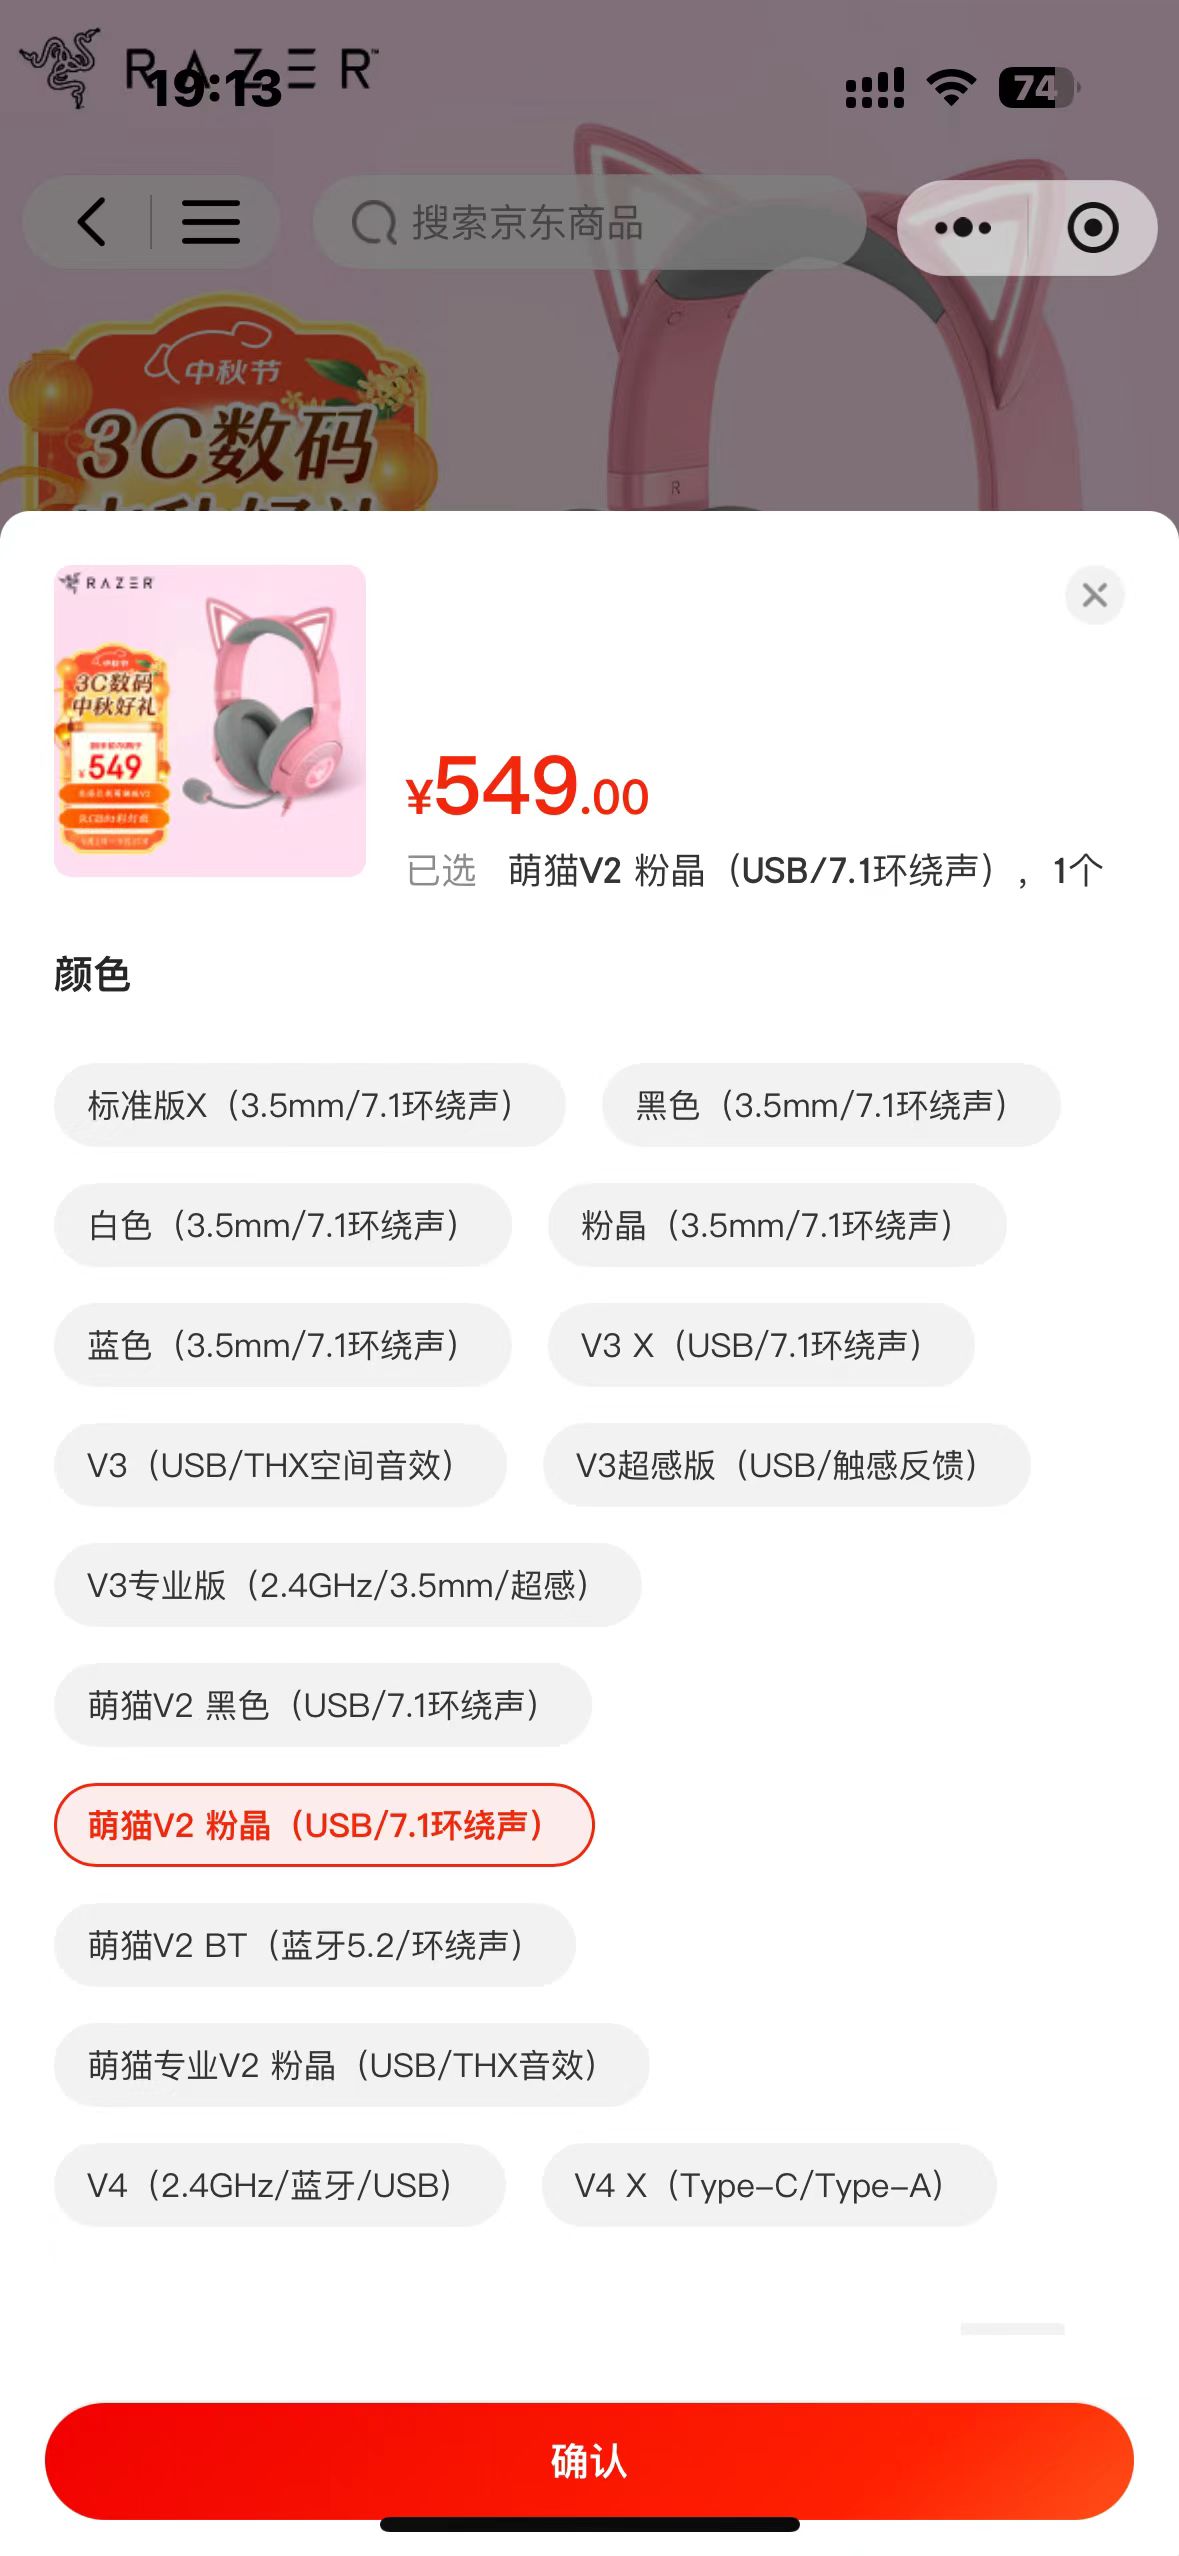 RAZER
19:13
74
搜索京东商品
中秋节
3C数码
R
RAZER
3C数码
中秋好礼
¥549
¥549.00
已选 萌猫V2 粉晶（USB/7.1环绕声），1个
颜色
标准版X（3.5mm/7.1环绕声） 黑色（3.5mm/7.1环绕声）
白色（3.5mm/7.1环绕声） 粉晶（3.5mm/7.1环绕声）
蓝色（3.5mm/7.1环绕声） V3 X（USB/7.1环绕声）
V3（USB/THX空间音效） V3超感版（USB/触感反馈）
V3专业版（2.4GHz/3.5mm/超感）
萌猫V2 黑色（USB/7.1环绕声）
萌猫V2 粉晶（USB/7.1环绕声）
萌猫V2 BT（蓝牙5.2/环绕声）
萌猫专业V2 粉晶（USB/THX音效）
V4（2.4GHz/蓝牙/USB） V4 X（Type-C/Type-A）
确认